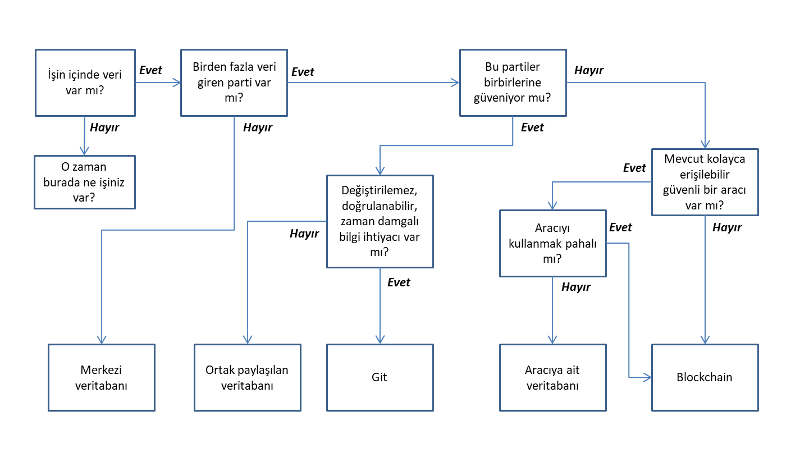 İşin içinde veri
var mı?
Evet
Birden fazla veri
giren parti var
mı?
Evet
Bu partiler
birbirlerine
güveniyor mu?
Hayır
Hayır
Hayır
Evet
O zaman
burada ne işiniz
var?
Mevcut kolayca
erişilebilir
güvenli bir aracı
var mı?
Evet
Hayır
Değiştirilemez,
doğrulanabilir,
zaman damgalı
bilgi ihtiyacı var
mı?
Hayır
Evet
Aracıyı
kullanmak pahalı
mı?
Evet
Hayır
Merkezi
veritabanı
Ortak paylaşılan
veritabanı
Git
Aracıya ait
veritabanı
Blockchain